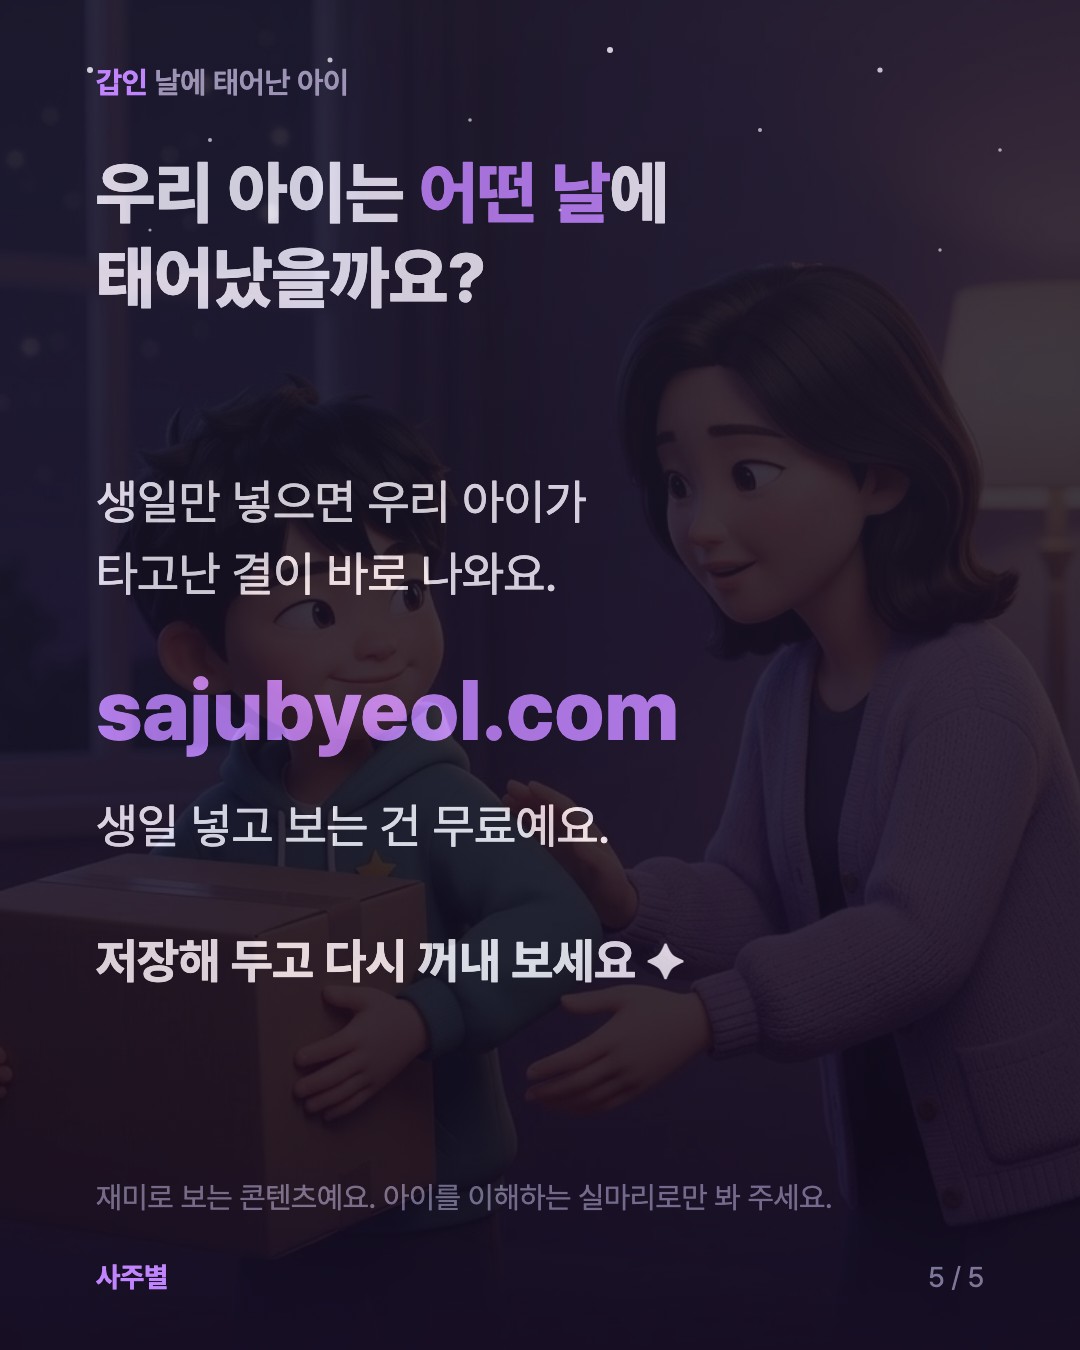 갑인 날에 태어난 아이
우리 아이는 어떤 날에
태어났을까요?
생일만 넣으면 우리 아이가
타고난 결이 바로 나와요.
sajubyeol.com
생일 넣고 보는 건 무료예요.
저장해 두고 다시 꺼내 보세요 ✦
재미로 보는 콘텐츠예요. 아이를 이해하는 실마리로만 봐 주세요.
사주별
5 / 5